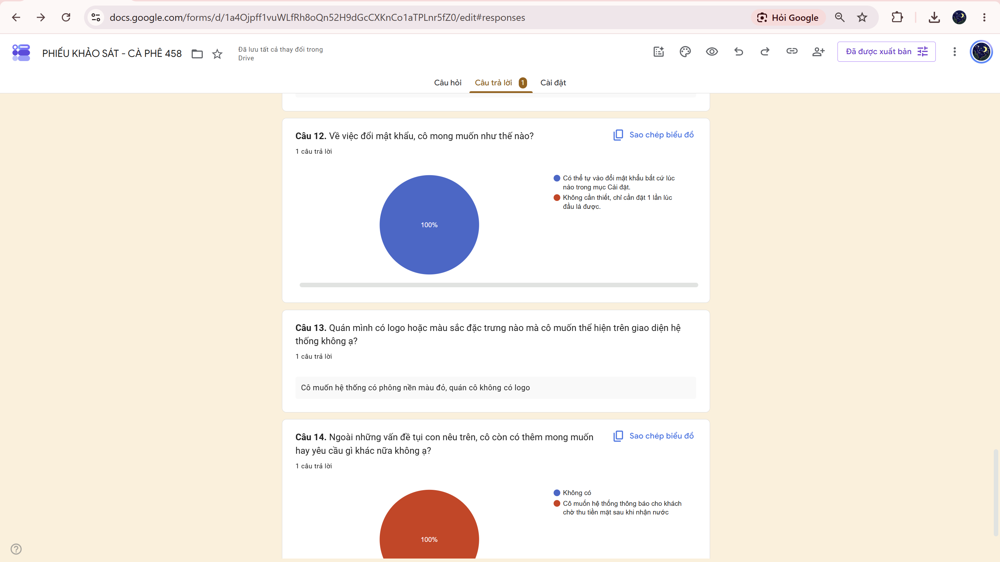 docs.google.com/forms/d/1a4Ojpff1vuWLfRh8oQn52H9dGcCXKnCo1aTPLnr5fZ0/edit#responses
Hỏi Google
PHIẾU KHẢO SÁT - CÀ PHÊ 458
Đã lưu tất cả thay đổi trong
Drive
Đã được xuất bản
Câu hỏi
Câu trả lời 1
Cài đặt
Câu 12. Về việc đổi mật khẩu, cô mong muốn như thế nào?
Sao chép biểu đồ
1 câu trả lời
Có thể tự vào đổi mật khẩu bất cứ lúc
nào trong mục Cài đặt.
Không cần thiết, chỉ cần đặt 1 lần lúc
đầu là được.
100%
Câu 13. Quán mình có logo hoặc màu sắc đặc trưng nào mà cô muốn thể hiện trên giao diện hệ
thống không ạ?
1 câu trả lời
Cô muốn hệ thống có phông nền màu đỏ, quán cô không có logo
Câu 14. Ngoài những vấn đề tụi con nêu trên, cô còn có thêm mong muốn
hay yêu cầu gì khác nữa không ạ?
Sao chép biểu đồ
1 câu trả lời
Không có
Cô muốn hệ thống thông báo cho khách
chờ thu tiền mặt sau khi nhận nước
100%